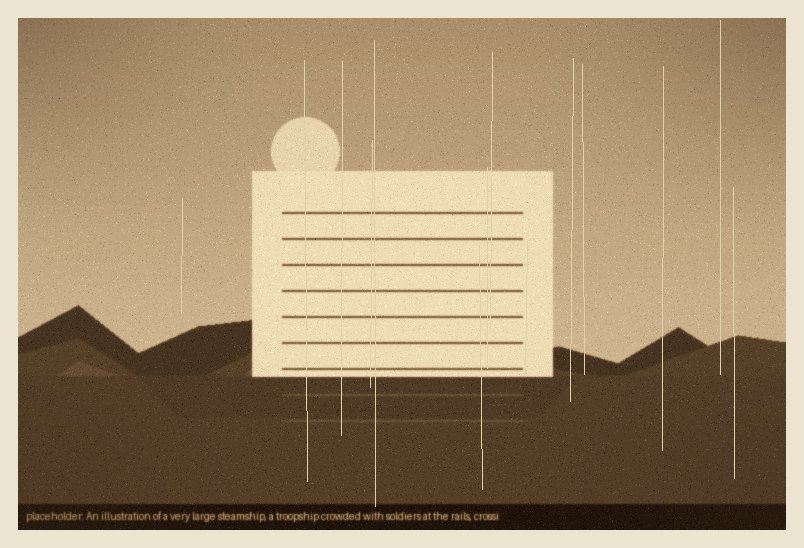 placeholder: An illustration of a very large steamship, a troopship crowded with soldiers at the rails, crossi